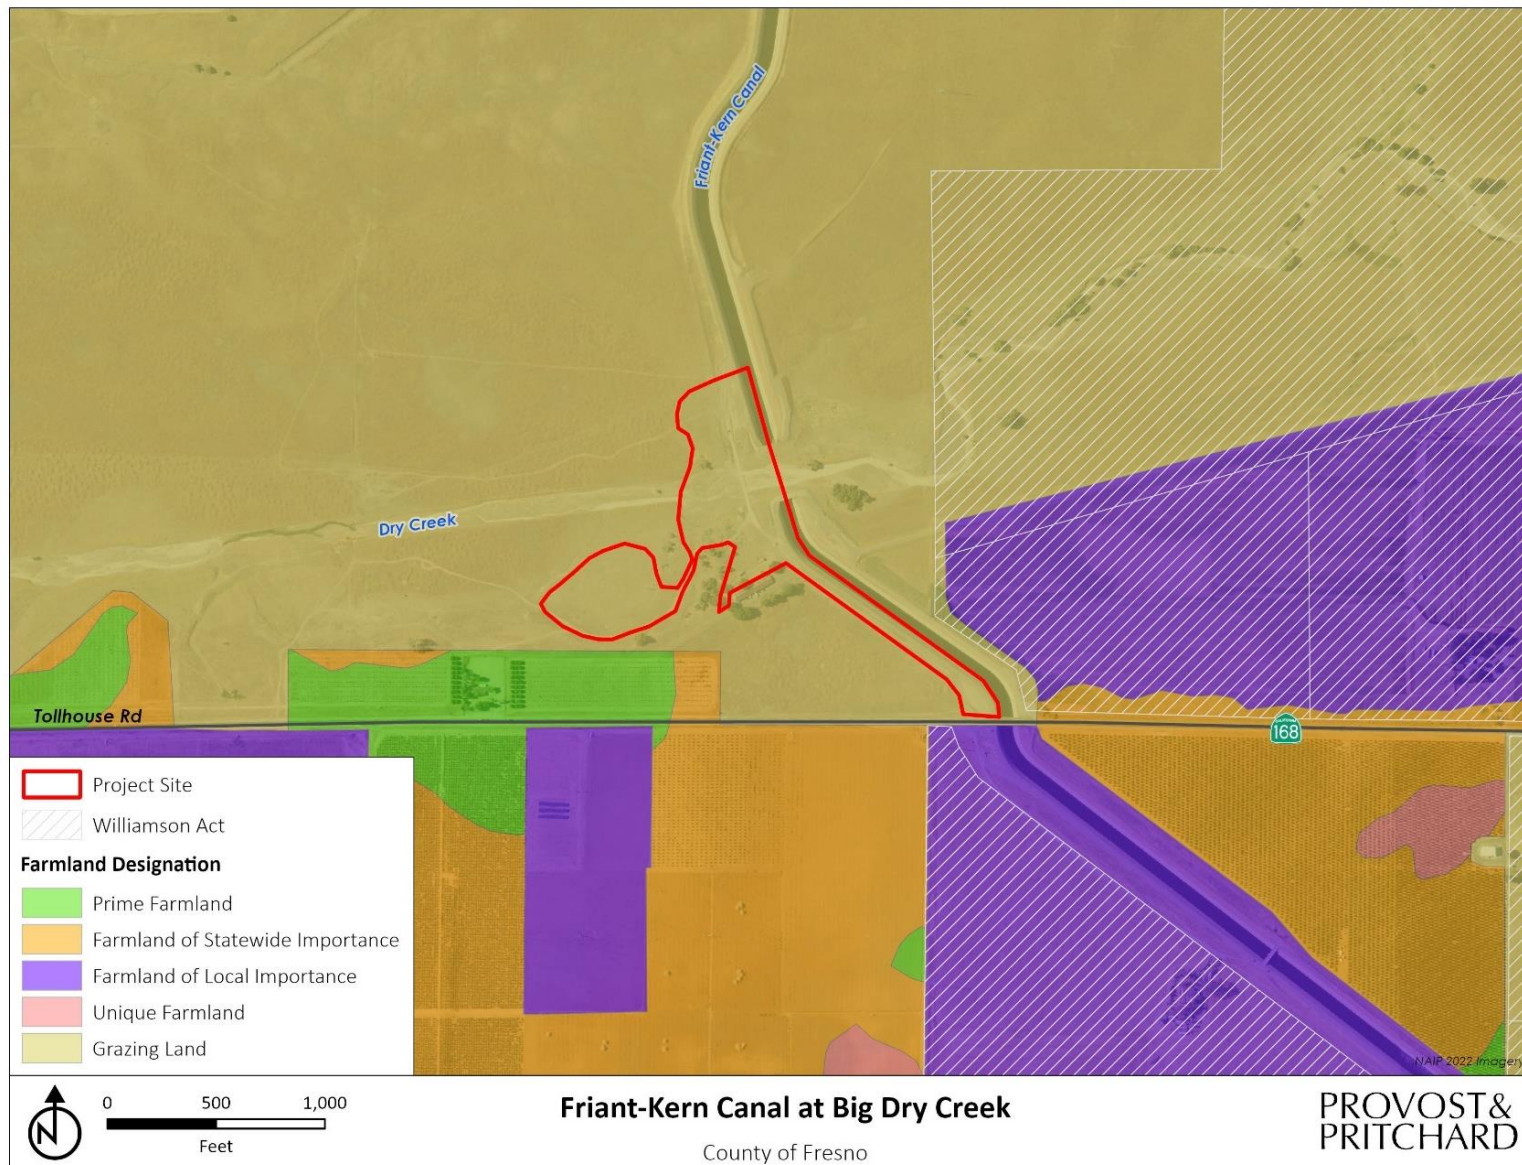 Friant-Kern Canal
Dry Creek
Tollhouse Rd
CALIFORNIA
168
Project Site
Williamson Act
Farmland Designation
Prime Farmland
Farmland of Statewide Importance
Farmland of Local Importance
Unique Farmland
Grazing Land
NAIP 2022 Imagery
N
0 500 1,000
Feet
Friant-Kern Canal at Big Dry Creek
County of Fresno
PROVOST&
PRITCHARD